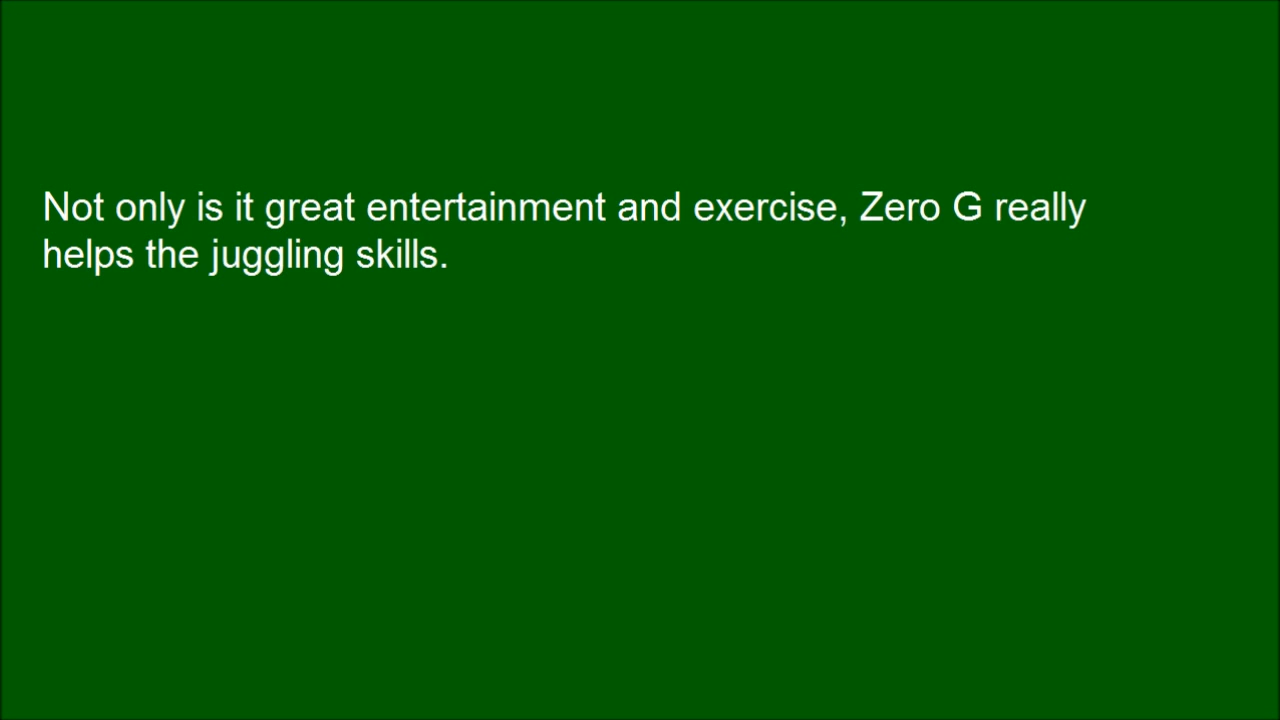 Not only is it great entertainment and exercise, Zero G really
helps the juggling skills.